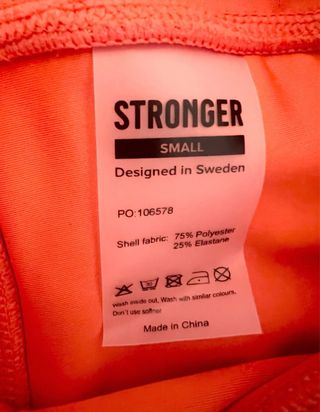 STRONGER
SMALL
Designed in Sweden
PO:106578
Shell fabric: 75% Polyester
25% Elastane
Wash inside out. Wash with similar colours.
Don't use softner
Made in China